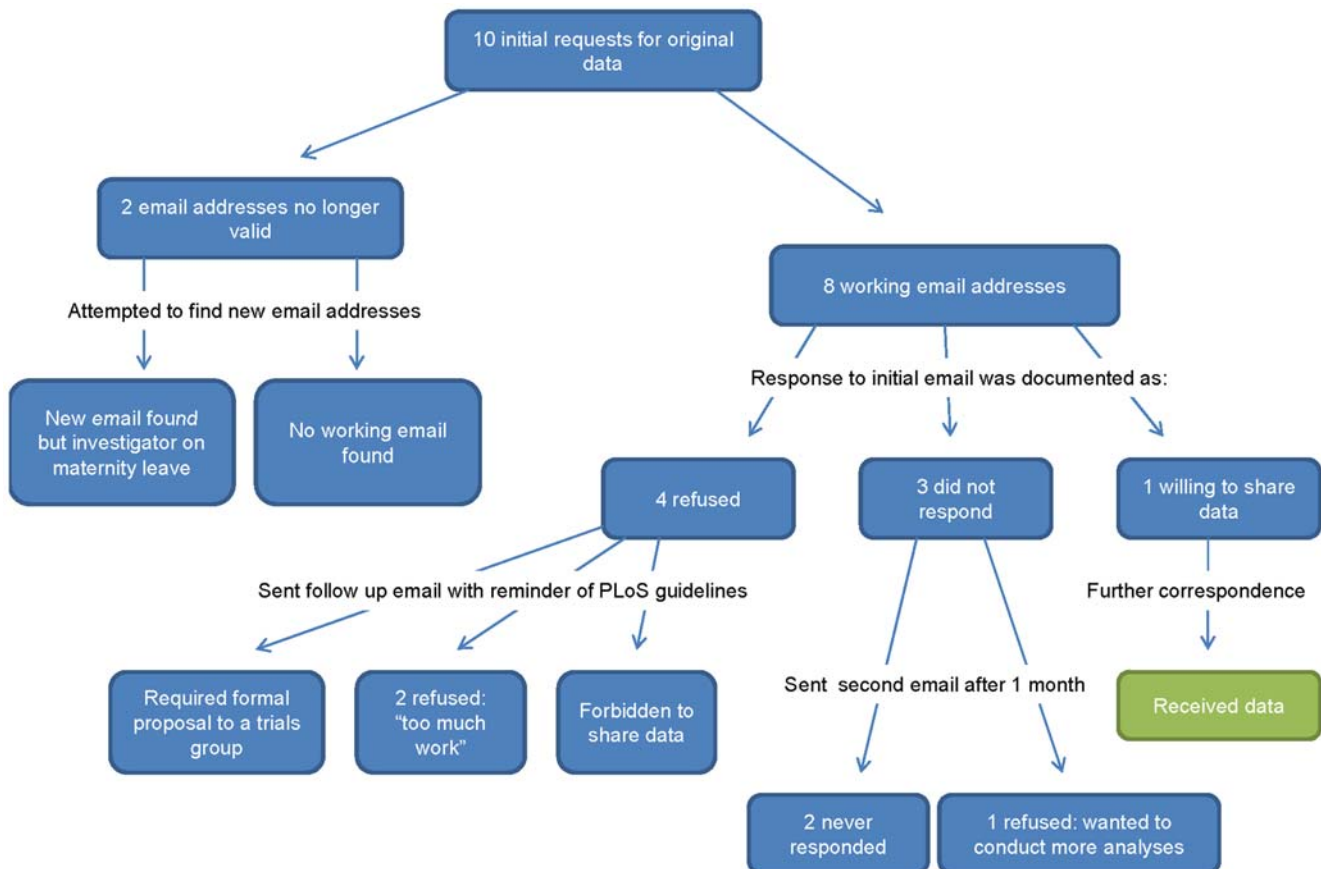 10 initial requests for original
data
2 email addresses no longer
valid
8 working email addresses
Attempted to find new email addresses
Response to initial email was documented as:
New email found
but investigator on
maternity leave
No working email
found
4 refused
3 did not
respond
1 willing to share
data
Sent follow up email with reminder of PLoS guidelines
Further correspondence
Required formal
proposal to a trials
group
2 refused:
“too much
work”
Forbidden to
share data
Sent second email after 1 month
Received data
2 never
responded
1 refused: wanted to
conduct more analyses